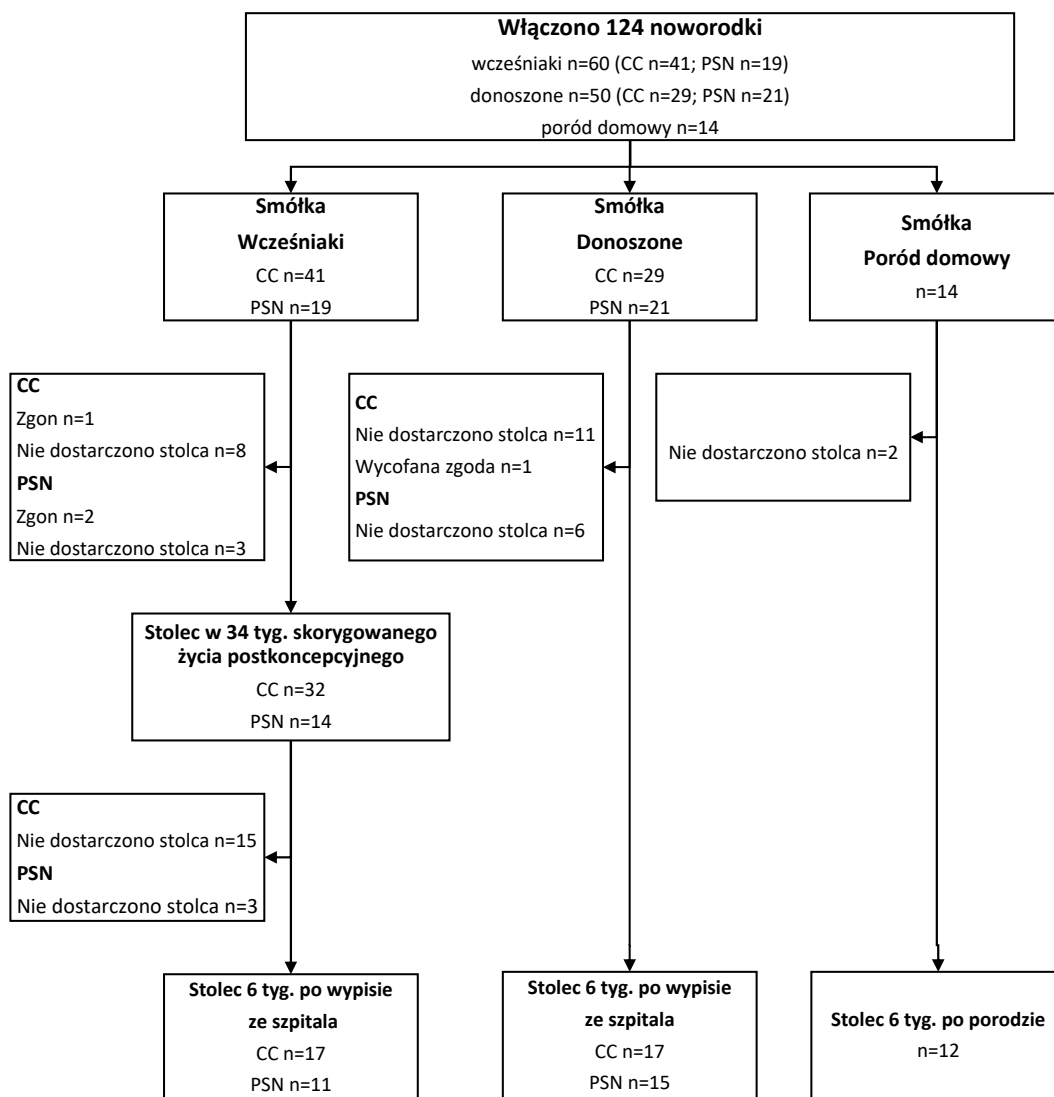 Włączono 124 noworodki
wcześniaki n=60 (CC n=41; PSN n=19)
donoszone n=50 (CC n=29; PSN n=21)
poród domowy n=14
Smółka
Wcześniaki
CC n=41
PSN n=19
Smółka
Donoszone
CC n=29
PSN n=21
Smółka
Poród domowy
n=14
CC
Zgon n=1
Nie dostarczono stolca n=8
PSN
Zgon n=2
Nie dostarczono stolca n=3
CC
Nie dostarczono stolca n=11
Wycofana zgoda n=1
PSN
Nie dostarczono stolca n=6
Nie dostarczono stolca n=2
Stolec w 34 tyg. skorygowanego
życia postkoncepcyjnego
CC n=32
PSN n=14
CC
Nie dostarczono stolca n=15
PSN
Nie dostarczono stolca n=3
Stolec 6 tyg. po wypisie
ze szpitala
CC n=17
PSN n=11
Stolec 6 tyg. po wypisie
ze szpitala
CC n=17
PSN n=15
Stolec 6 tyg. po porodzie
n=12